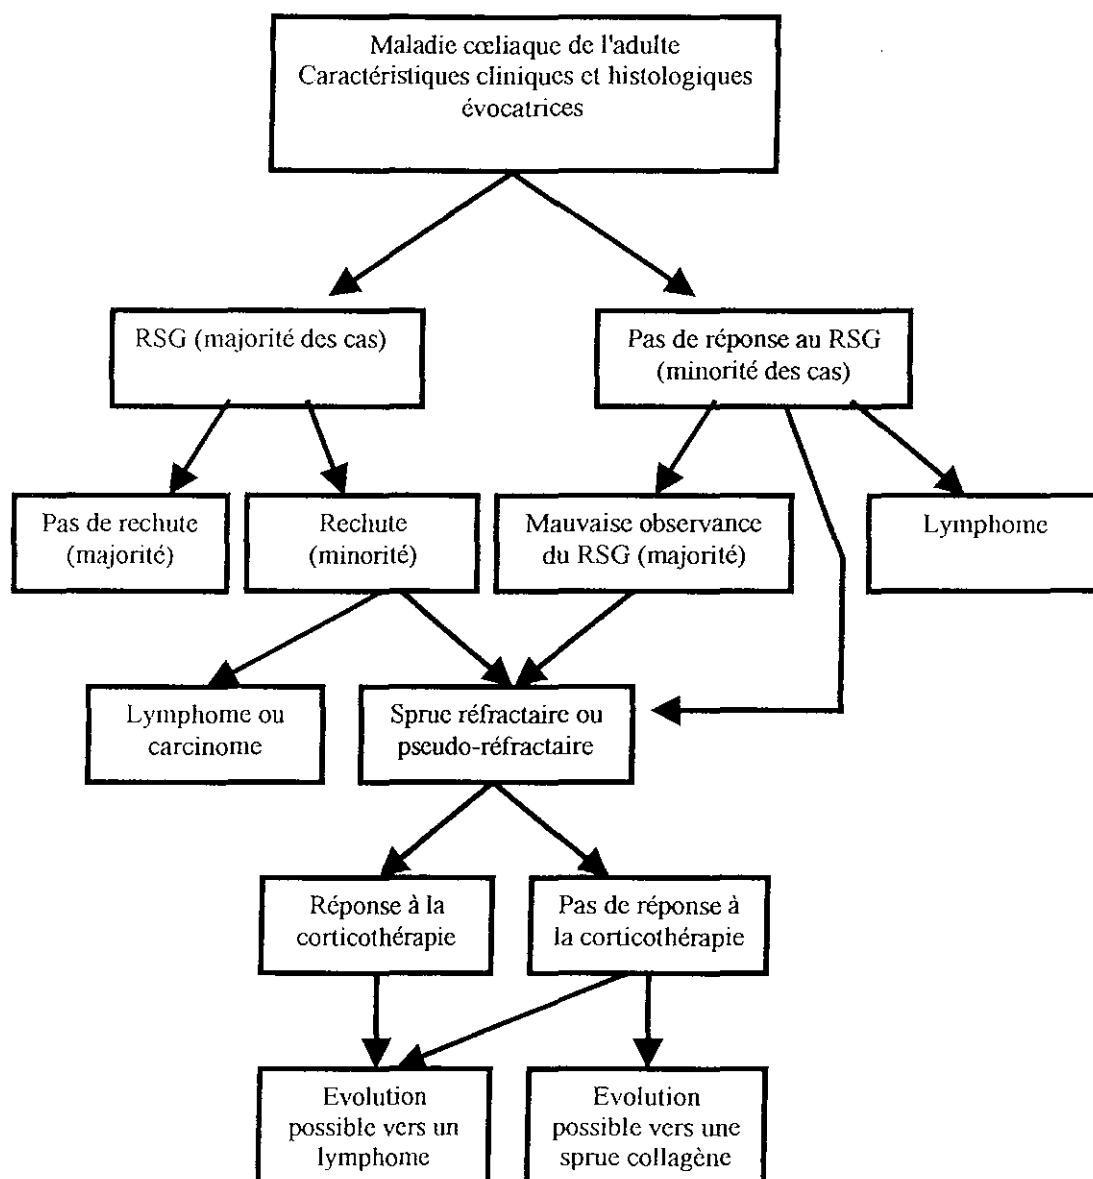 Maladie cœliaque de l'adulte
Caractéristiques cliniques et histologiques
évocatrices
RSG (majorité des cas)
Pas de réponse au RSG
(minorité des cas)
Pas de rechute
(majorité)
Rechute
(minorité)
Mauvaise observance
du RSG (majorité)
Lymphome
Lymphome ou
carcinome
Sprue réfractaire ou
pseudo-réfractaire
Réponse à la
corticothérapie
Pas de réponse à
la corticothérapie
Evolution
possible vers un
lymphome
Evolution
possible vers une
sprue collagène